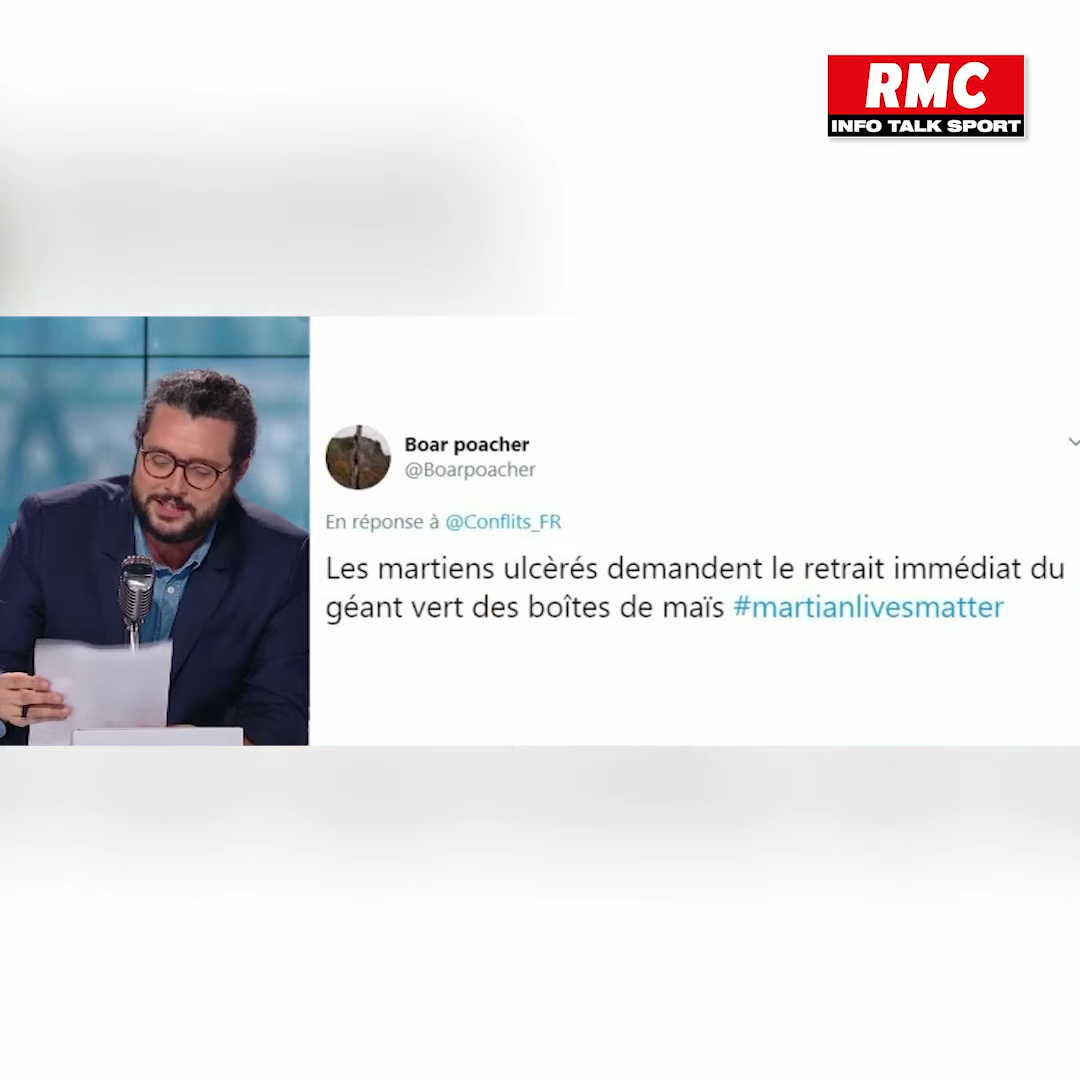 RMC
INFO TALK SPORT
Boar poacher
@Boarpoacher
En réponse à @Conflits_FR
Les martiens ulcèrés demandent le retrait immédiat du
géant vert des boîtes de maïs #martianlivesmatter